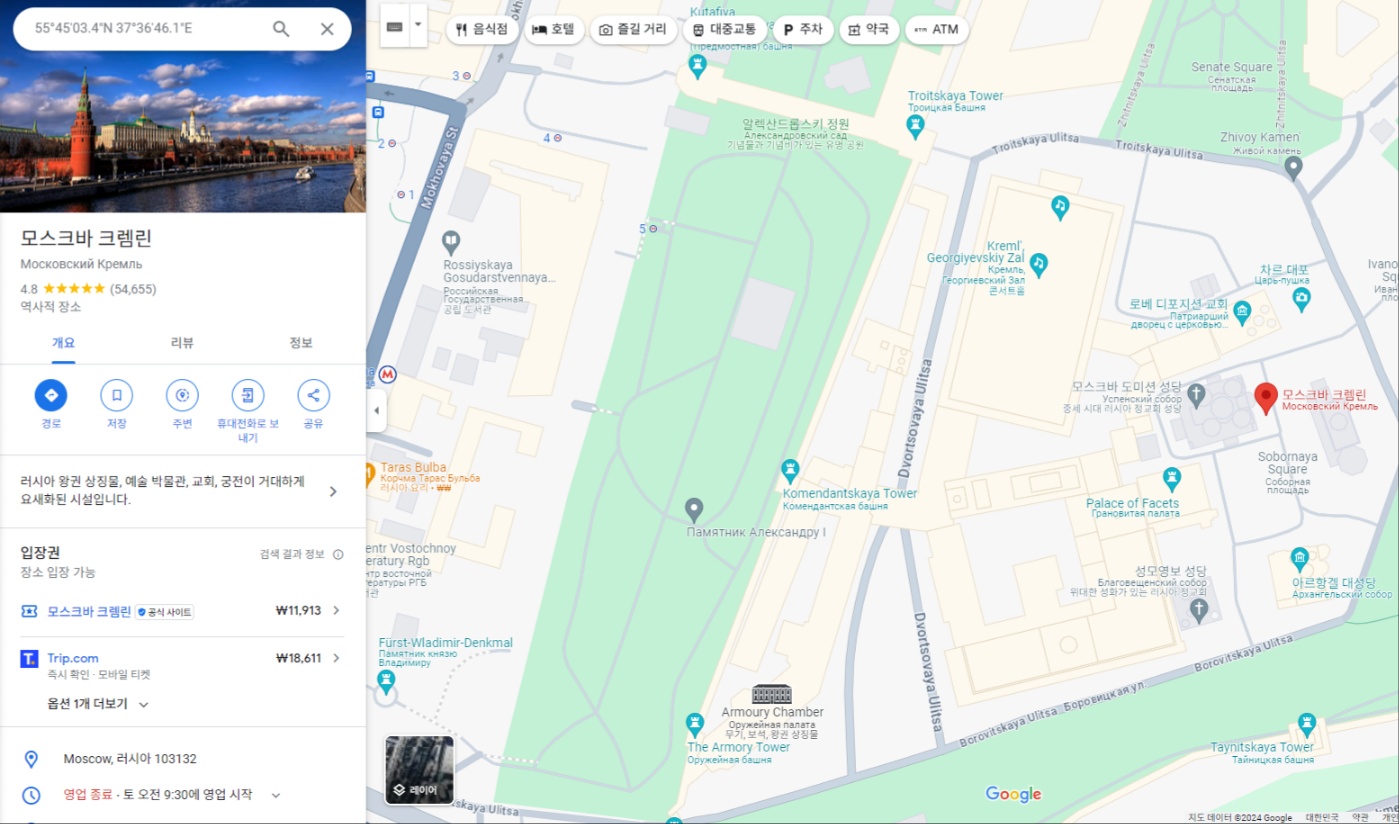 55°45'03.4"N 37°36'46.1"E
모스크바 크렘린
Московский Кремль
4.8 ★★★★★ (54,655)
역사적 장소
개요
리뷰
정보
경로
저장
주변
휴대전화로 보
내기
공유
러시아 왕권 상징물, 예술 박물관, 교회, 궁전이 거대하게
요새화된 시설입니다.
입장권
검색 결과 정보
장소 입장 가능
모스크바 크렘린
공식 사이트
₩11,913
T.
Trip.com
₩18,611
즉시 확인 · 모바일 티켓
옵션 1개 더보기
Moscow, 러시아 103132
영업 종료 · 토 오전 9:30에 영업 시작
음식점
호텔
즐길 거리
대중교통
P 주차
약국
ATM ATM
Kutafiya
(Предмостная) башня
Troitskaya Tower
Троицкая Башня
Senate Square
Сенатская
площадь
Zhitnitskaya Ulitsa
Zhitnitskaya Ulitsa
Zhivoy Kamen
Живой камень
Troitskaya Ulitsa
Troitskaya Ulitsa
알렉산드롭스키 정원
Александровский сад
기념물과 기념비가 있는 유명 공원
3
4
2
1
5
Mokhovaya St
Rossiyskaya
Gosudarstvennaya...
Российская
Государственная...
공립 도서관
M
Kreml',
Georgiyevskiy Zal
Кремль,
Георгиевский Зал
콘서트홀
차르 대포
Царь-пушка
Ivano
Sq
Иван
로베 디포지션 교회
Патриарший
дворец с церковью...
모스크바 도미션 성당
Успенский собор
중세 시대 러시아 정교회 성당
모스크바 크렘린
Московский Кремль
Dvortsovaya Ulitsa
Taras Bulba
Корчма Тарас Бульба
러시아 요리 · ₩₩
Komendantskaya Tower
Комендантская башня
Sobornaya
Square
Соборная
площадь
Palace of Facets
Грановитая палата
Памятник Александру I
entr Vostochnoy
eratury Rgb
нтр восточной
тературы РГБ
서관
성모영보 성당
Благовещенский собор
위대한 성화가 있는 러시아 정교회
아르항겔 대성당
Архангельский собор
Fürst-Wladimir-Denkmal
Памятник князю
Владимиру
Dvortsovaya Ulitsa
Borovitskaya Ulitsa
Borovitskaya Ulitsa
Боровицкая ул.
Armoury Chamber
Оружейная палата
무기, 보석, 왕권 상징물
The Armory Tower
Оружейная башня
Taynitskaya Tower
Тайницкая башня
레이어
skaya Ulitsa
Google
지도 데이터 ©2024 Google
대한민국
약관
개인